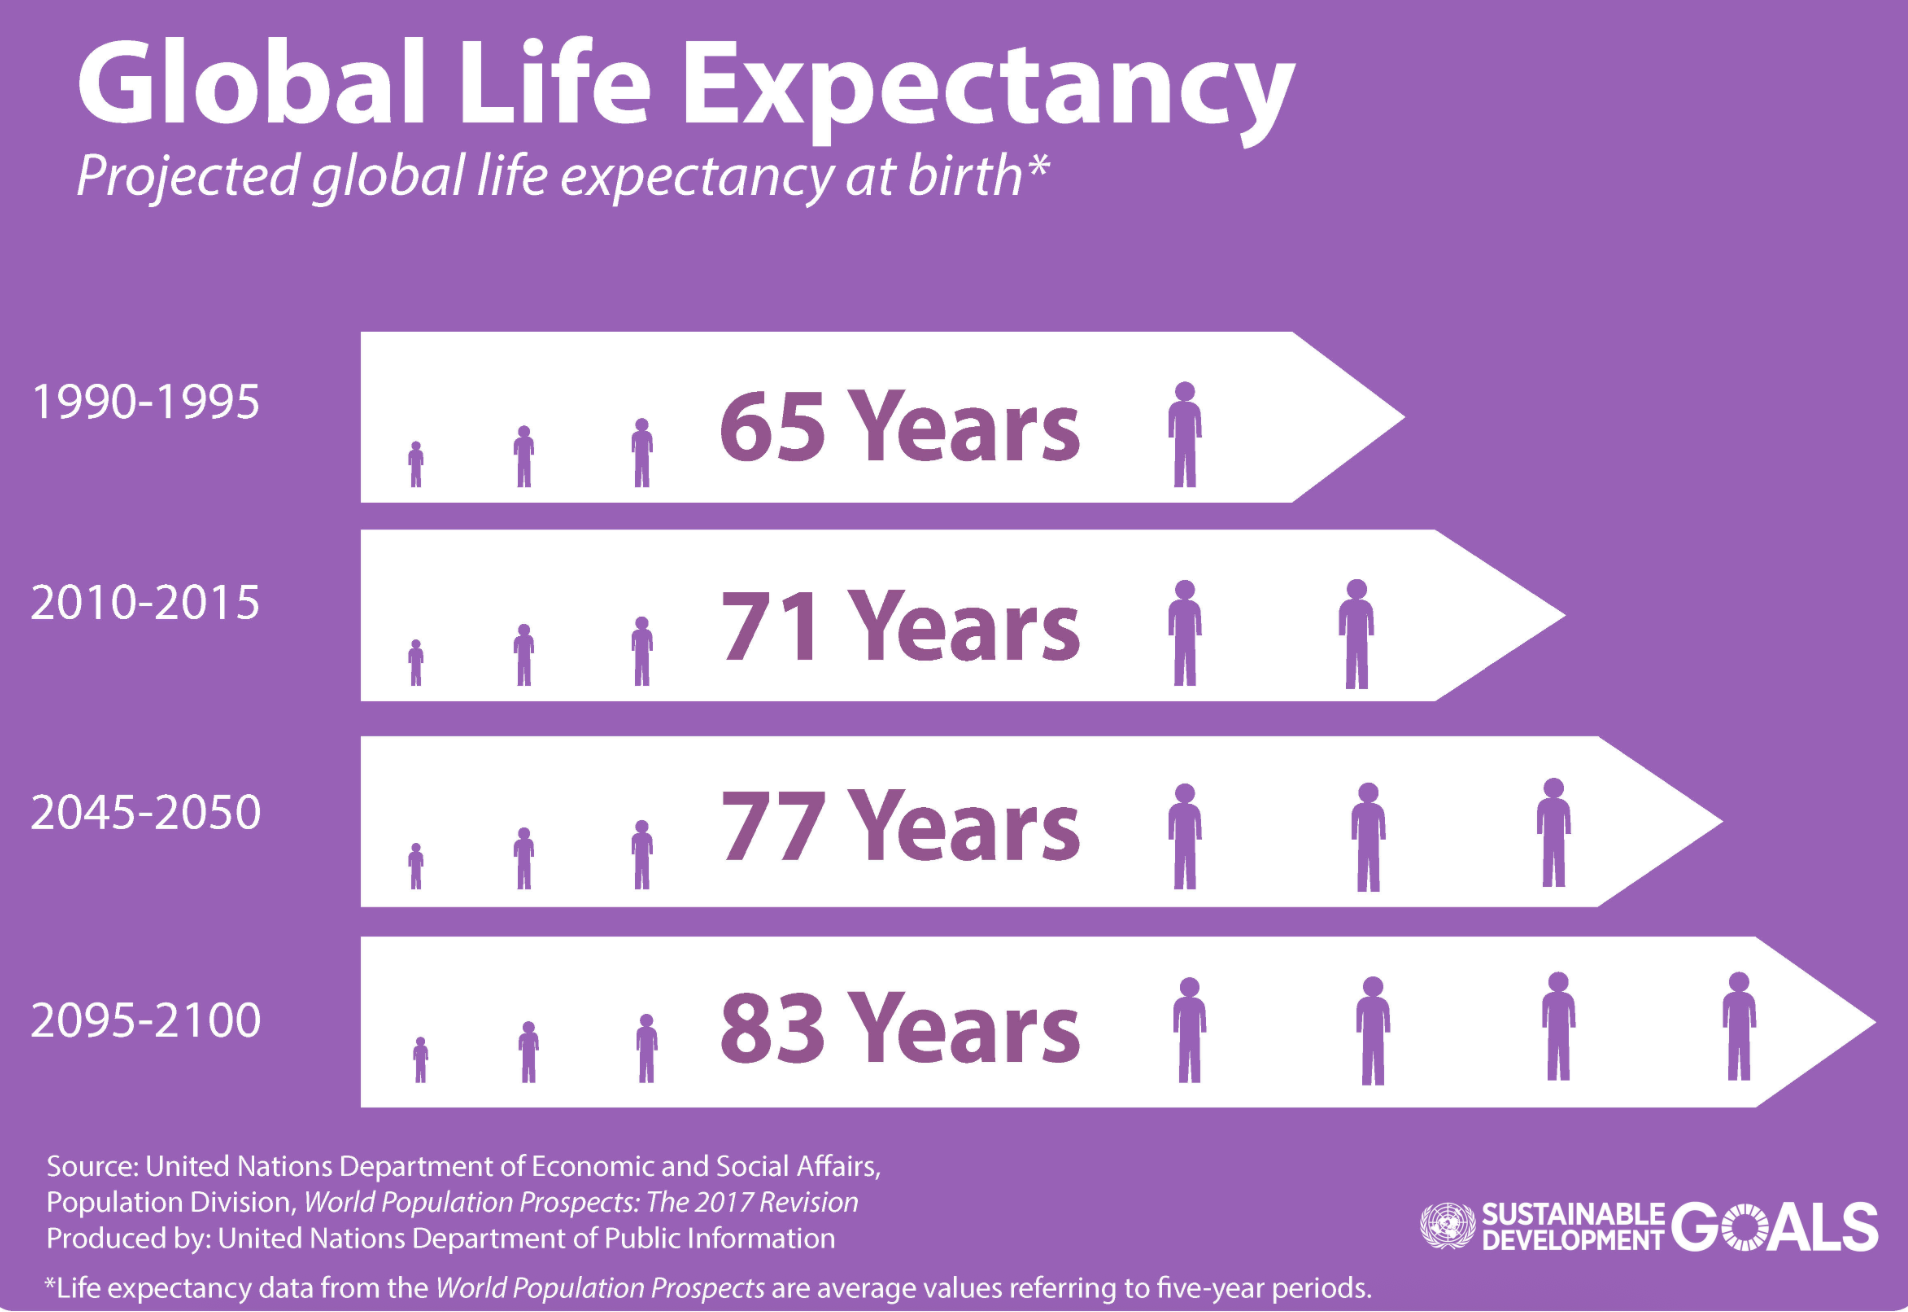 Global Life Expectancy
Projected global life expectancy at birth*
1990-1995
65 Years
2010-2015
71 Years
2045-2050
77 Years
2095-2100
83 Years
Source: United Nations Department of Economic and Social Affairs,
Population Division, World Population Prospects: The 2017 Revision
Produced by: United Nations Department of Public Information
SUSTAINABLE
DEVELOPMENT
GOALS
*Life expectancy data from the World Population Prospects are average values referring to five-year periods.